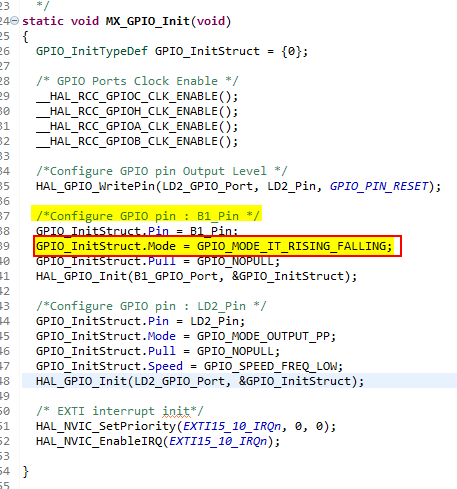 23 */
24 static void MX_GPIO_Init(void)
25 {
26 GPIO_InitTypeDef GPIO_InitStruct = {0};
27
28 /* GPIO Ports Clock Enable */
29 __HAL_RCC_GPIOC_CLK_ENABLE();
30 __HAL_RCC_GPIOH_CLK_ENABLE();
31 __HAL_RCC_GPIOA_CLK_ENABLE();
32 __HAL_RCC_GPIOB_CLK_ENABLE();
33
34 /*Configure GPIO pin Output Level */
35 HAL_GPIO_WritePin(LD2_GPIO_Port, LD2_Pin, GPIO_PIN_RESET);
36
37 /*Configure GPIO pin : B1_Pin */
38 GPIO_InitStruct.Pin = B1_Pin;
39 GPIO_InitStruct.Mode = GPIO_MODE_IT_RISING_FALLING;
40 GPIO_InitStruct.Pull = GPIO_NOPULL;
41 HAL_GPIO_Init(B1_GPIO_Port, &GPIO_InitStruct);
42
43 /*Configure GPIO pin : LD2_Pin */
44 GPIO_InitStruct.Pin = LD2_Pin;
45 GPIO_InitStruct.Mode = GPIO_MODE_OUTPUT_PP;
46 GPIO_InitStruct.Pull = GPIO_NOPULL;
47 GPIO_InitStruct.Speed = GPIO_SPEED_FREQ_LOW;
48 HAL_GPIO_Init(LD2_GPIO_Port, &GPIO_InitStruct);
49
50 /* EXTI interrupt init*/
51 HAL_NVIC_SetPriority(EXTI15_10_IRQn, 0, 0);
52 HAL_NVIC_EnableIRQ(EXTI15_10_IRQn);
53
54 }
55